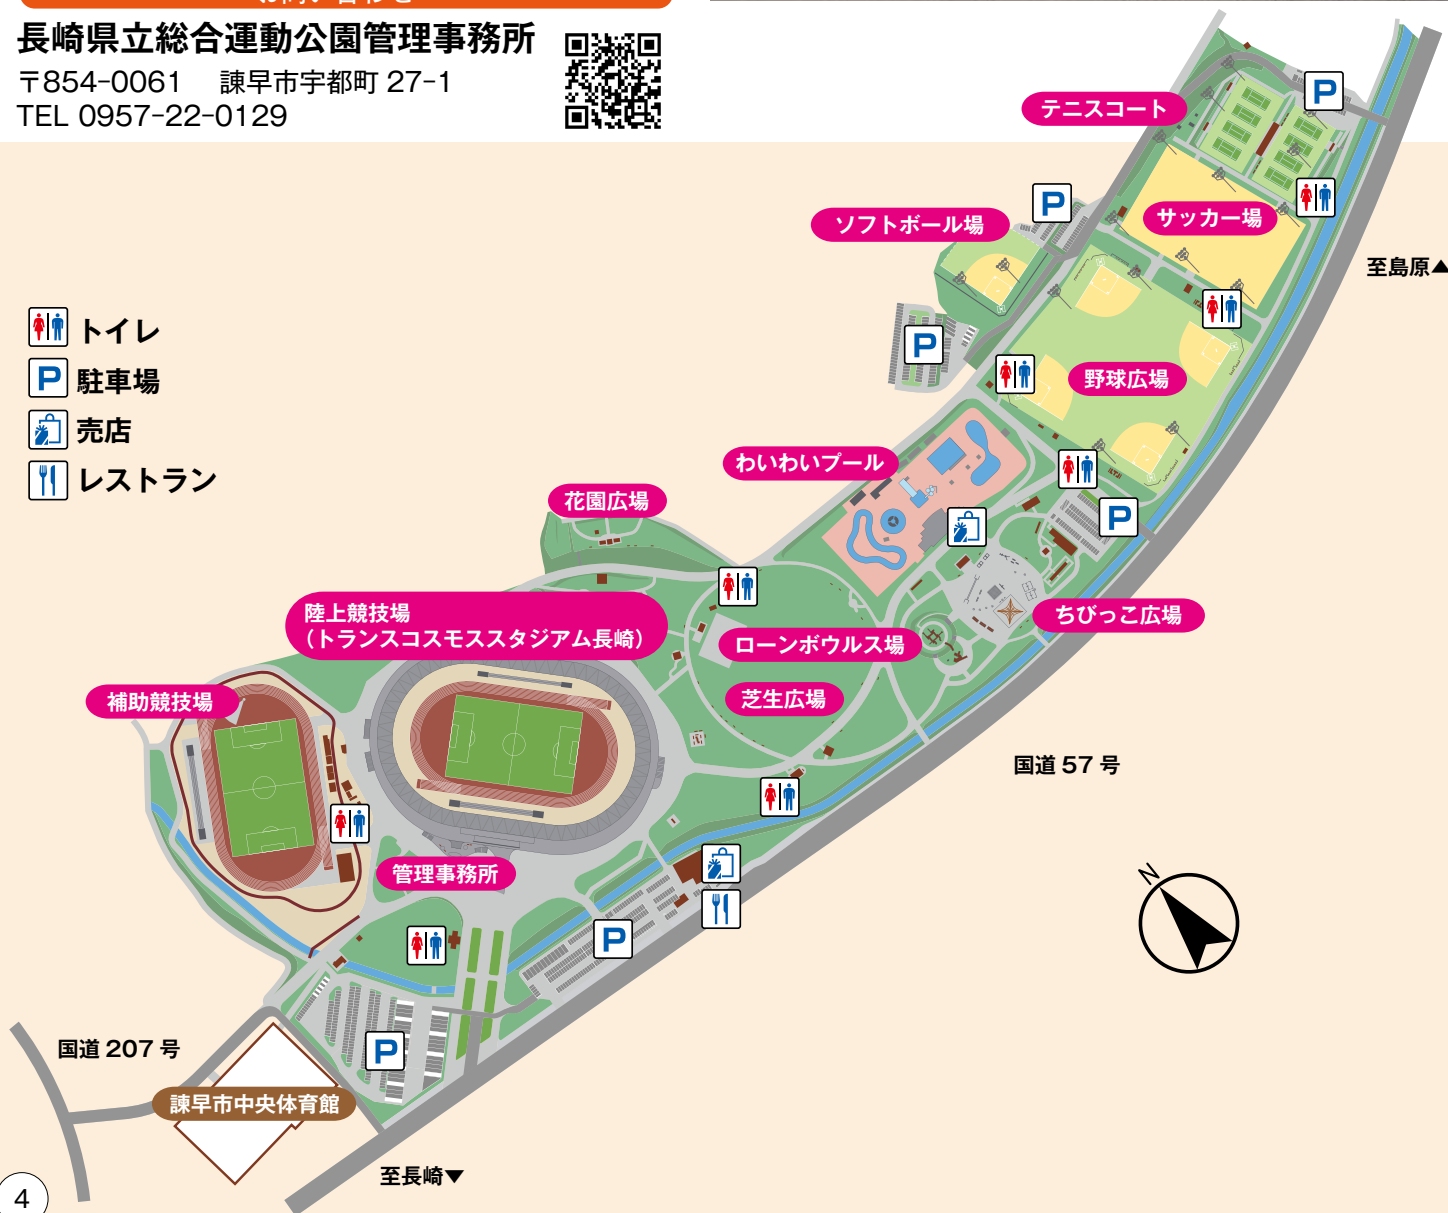 長崎県立総合運動公園管理事務所
〒854-0061　諫早市宇都町 27-1
TEL 0957-22-0129
トイレ
P 駐車場
売店
レストラン
テニスコート
P
サッカー場
P
ソフトボール場
至島原▲
P
野球広場
わいわいプール
花園広場
P
陸上競技場
（トランスコスモススタジアム長崎）
ちびっこ広場
ローンボウルス場
芝生広場
補助競技場
国道 57 号
管理事務所
N
P
国道 207 号
P
諫早市中央体育館
至長崎▼
4